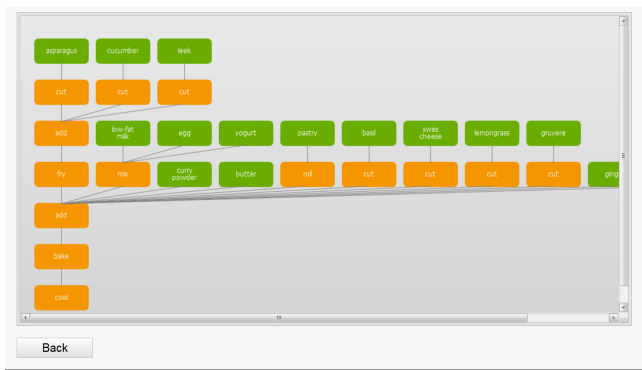 asparagus cucumber leek
cut cut cut
add low-fat egg yogurt pastry basil swiss lemongrass gruyere
milk cheese
fry mix curry butter roll cut cut cut cut ging
powder
add
bake
cool
Back